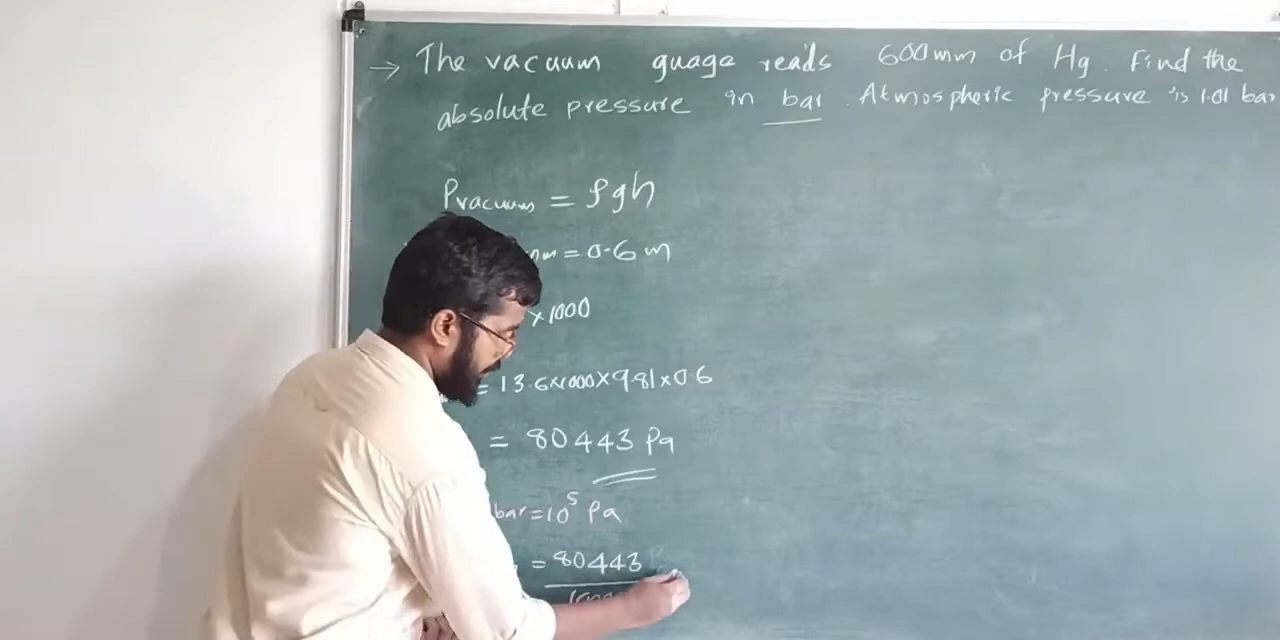 → The vacuum guage reads 600mm of Hg. Find the
absolute pressure in bar. Atmospheric pressure is 1.01 bar
Pvacuum = ρgh
= 0.6 m
×1000
= 13.6×1000×9.81×0.6
= 80443 Pa
bar = 10⁵ Pa
= 80443